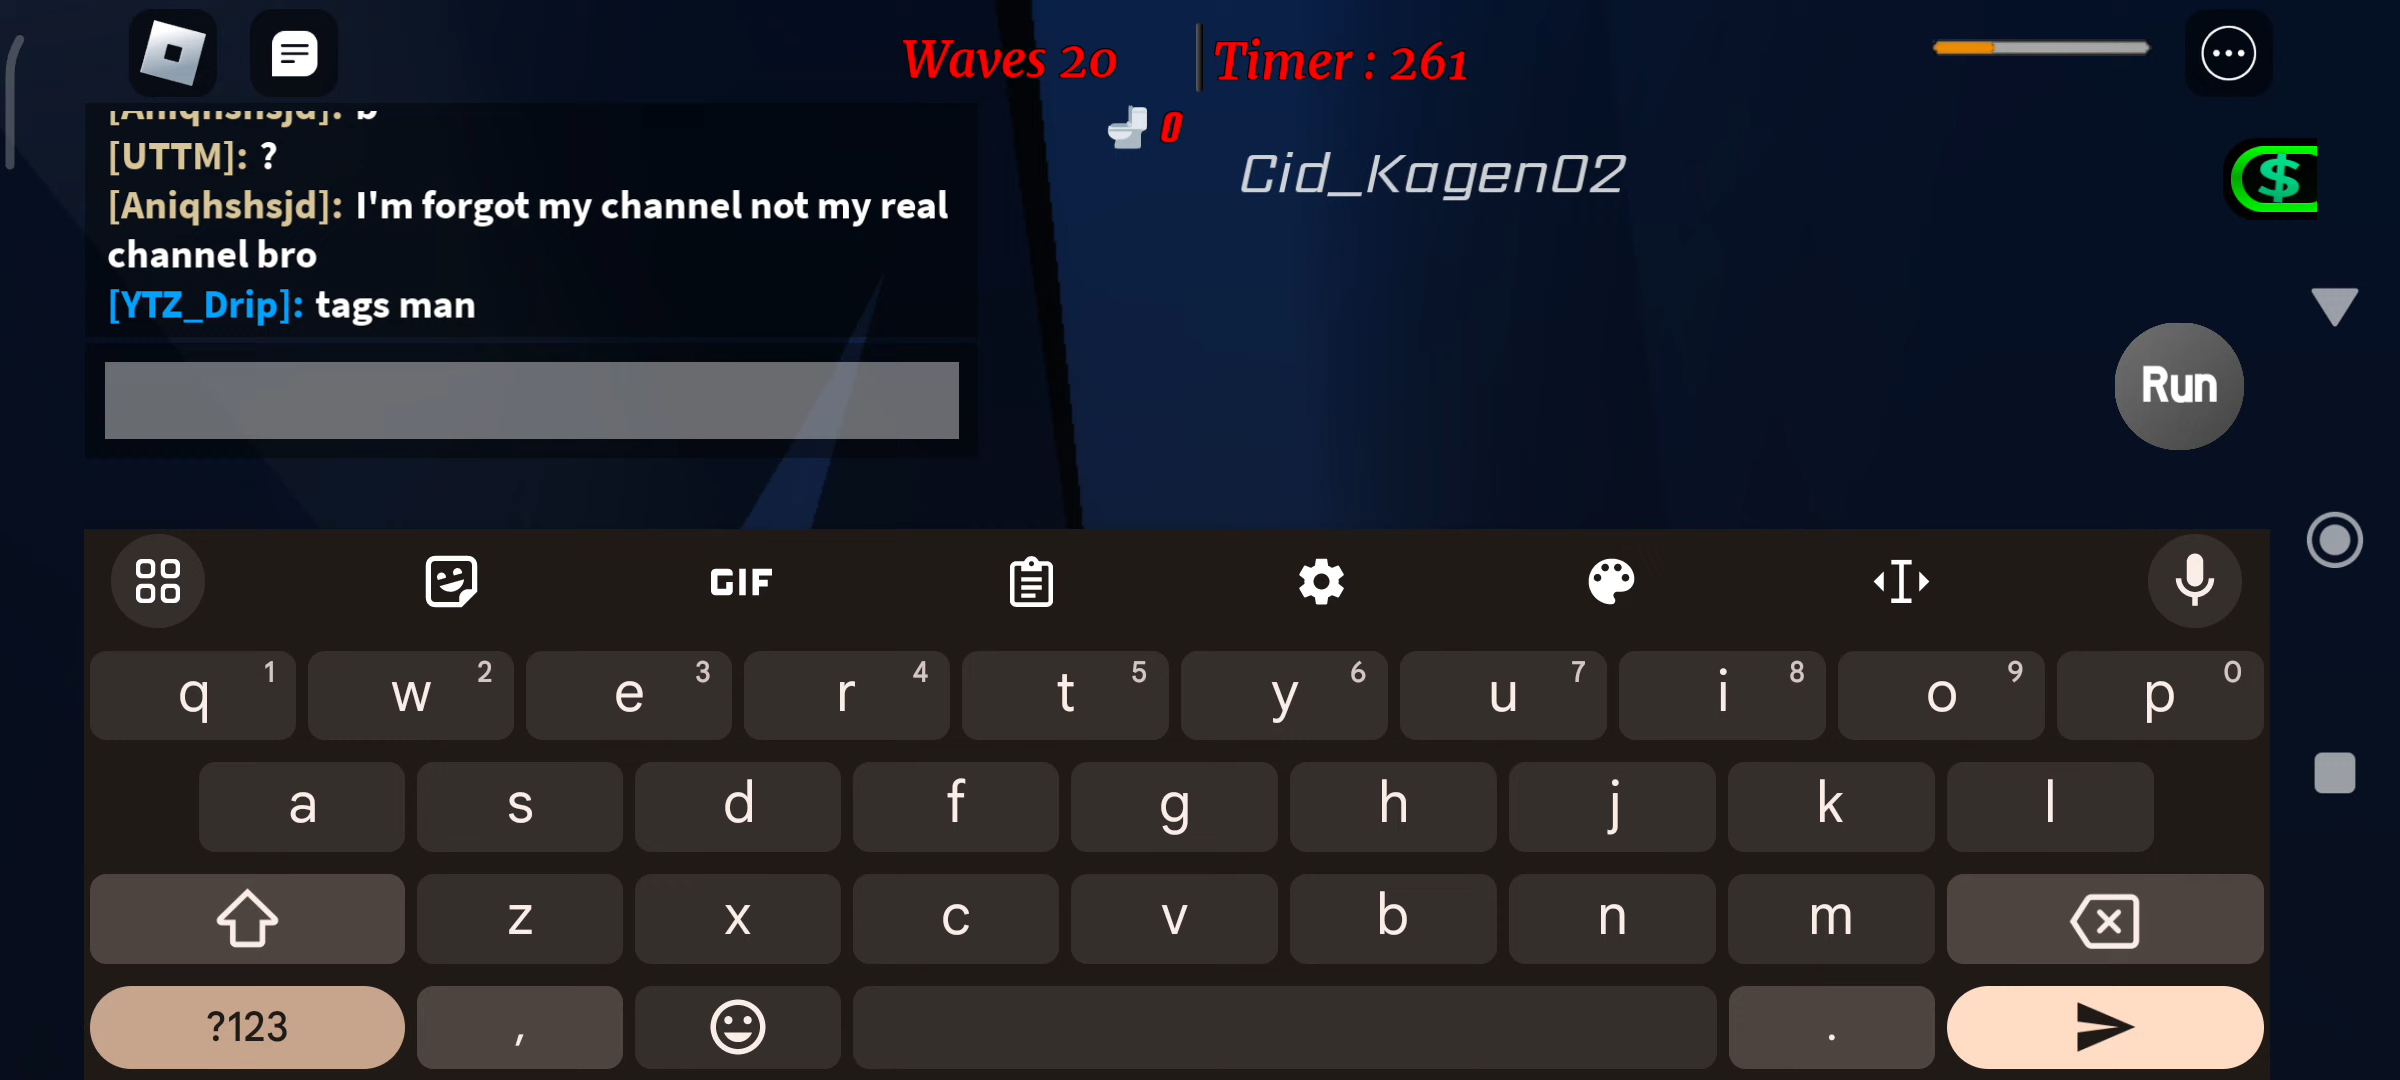 Waves 20
Timer : 261
0
Cid_Kagen02
$
[Aniqhshsjd]: b
[UTTM]: ?
[Aniqhshsjd]: I'm forgot my channel not my real
channel bro
[YTZ_Drip]: tags man
Run
GIF
q 1 w 2 e 3 r 4 t 5 y 6 u 7 i 8 o 9 p 0
a s d f g h j k l
z x c v b n m
?123 , .